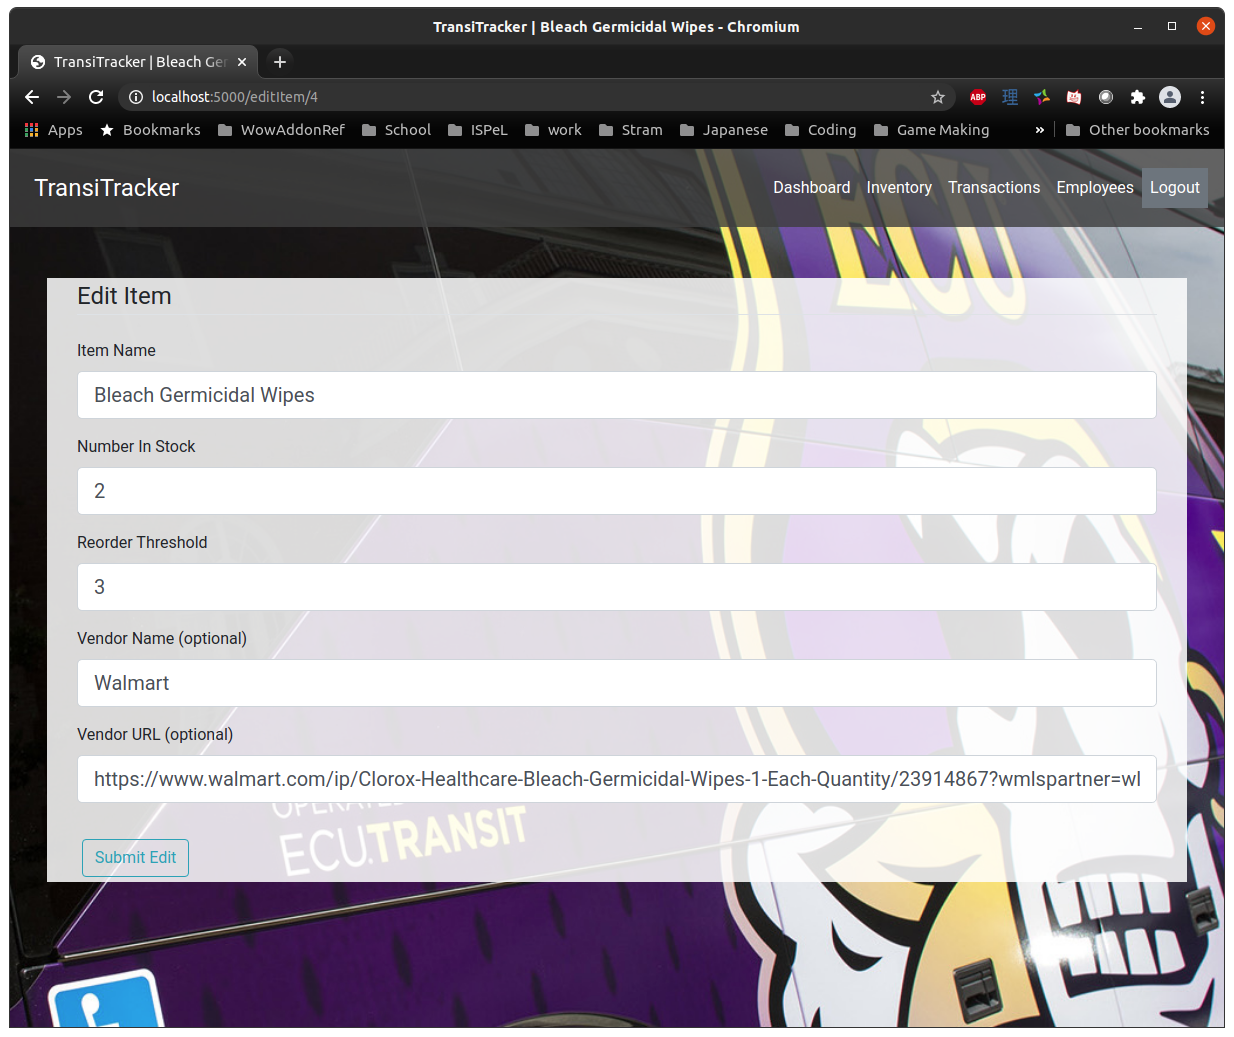 TransiTracker | Bleach Germicidal Wipes - Chromium
TransiTracker | Bleach Ger
localhost:5000/editItem/4
ABP
理
Apps Bookmarks WowAddonRef School ISPeL work Stram Japanese Coding Game Making » Other bookmarks
TransiTracker
Dashboard Inventory Transactions Employees Logout
ECU
Edit Item
Item Name
Bleach Germicidal Wipes
Number In Stock
2
Reorder Threshold
3
Vendor Name (optional)
Walmart
Vendor URL (optional)
https://www.walmart.com/ip/Clorox-Healthcare-Bleach-Germicidal-Wipes-1-Each-Quantity/23914867?wmlspartner=wl
ECU.TRANSIT
Submit Edit